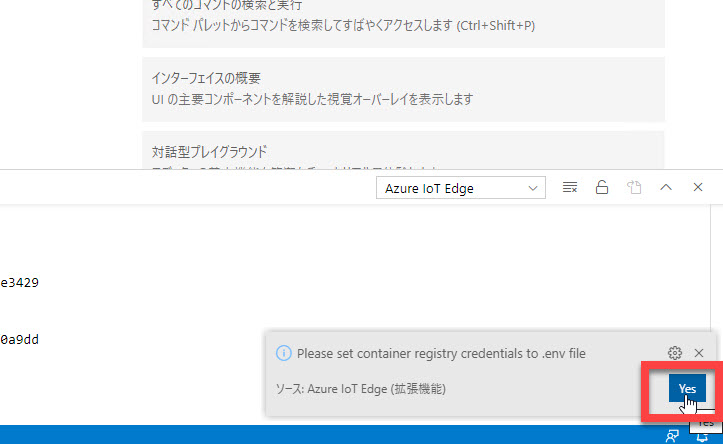 すべてのコマンドの検索と実行
コマンド パレットからコマンドを検索してすばやくアクセスします (Ctrl+Shift+P)
インターフェイスの概要
UI の主要コンポーネントを解説した視覚オーバーレイを表示します
対話型プレイグラウンド
Azure IoT Edge
e3429
0a9dd
Please set container registry credentials to .env file
ソース: Azure IoT Edge (拡張機能)
Yes
Yes